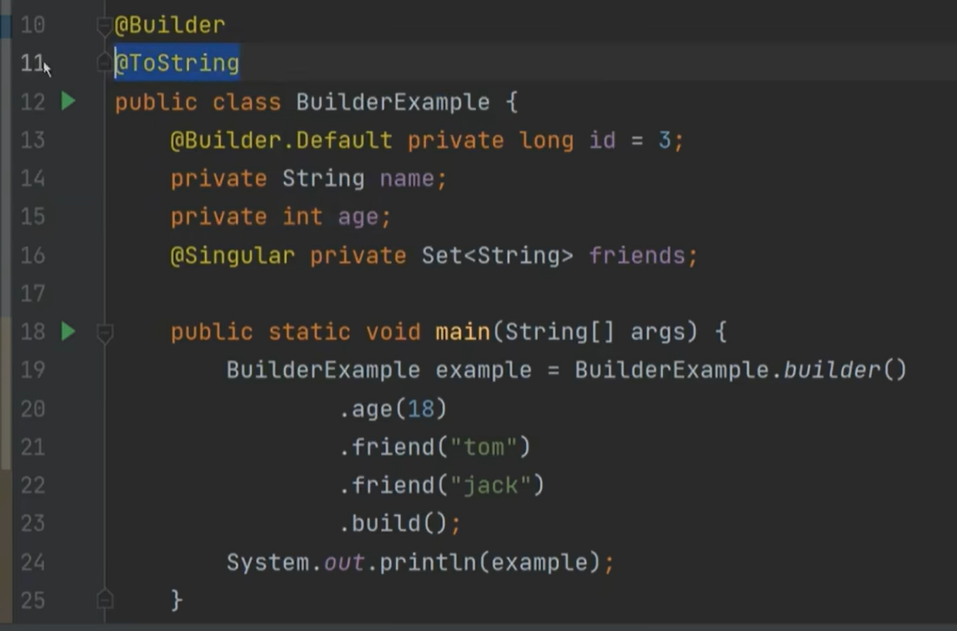 10 @Builder
11 @ToString
12 public class BuilderExample {
13     @Builder.Default private long id = 3;
14     private String name;
15     private int age;
16     @Singular private Set<String> friends;
17
18     public static void main(String[] args) {
19         BuilderExample example = BuilderExample.builder()
20                 .age(18)
21                 .friend("tom")
22                 .friend("jack")
23                 .build();
24         System.out.println(example);
25     }